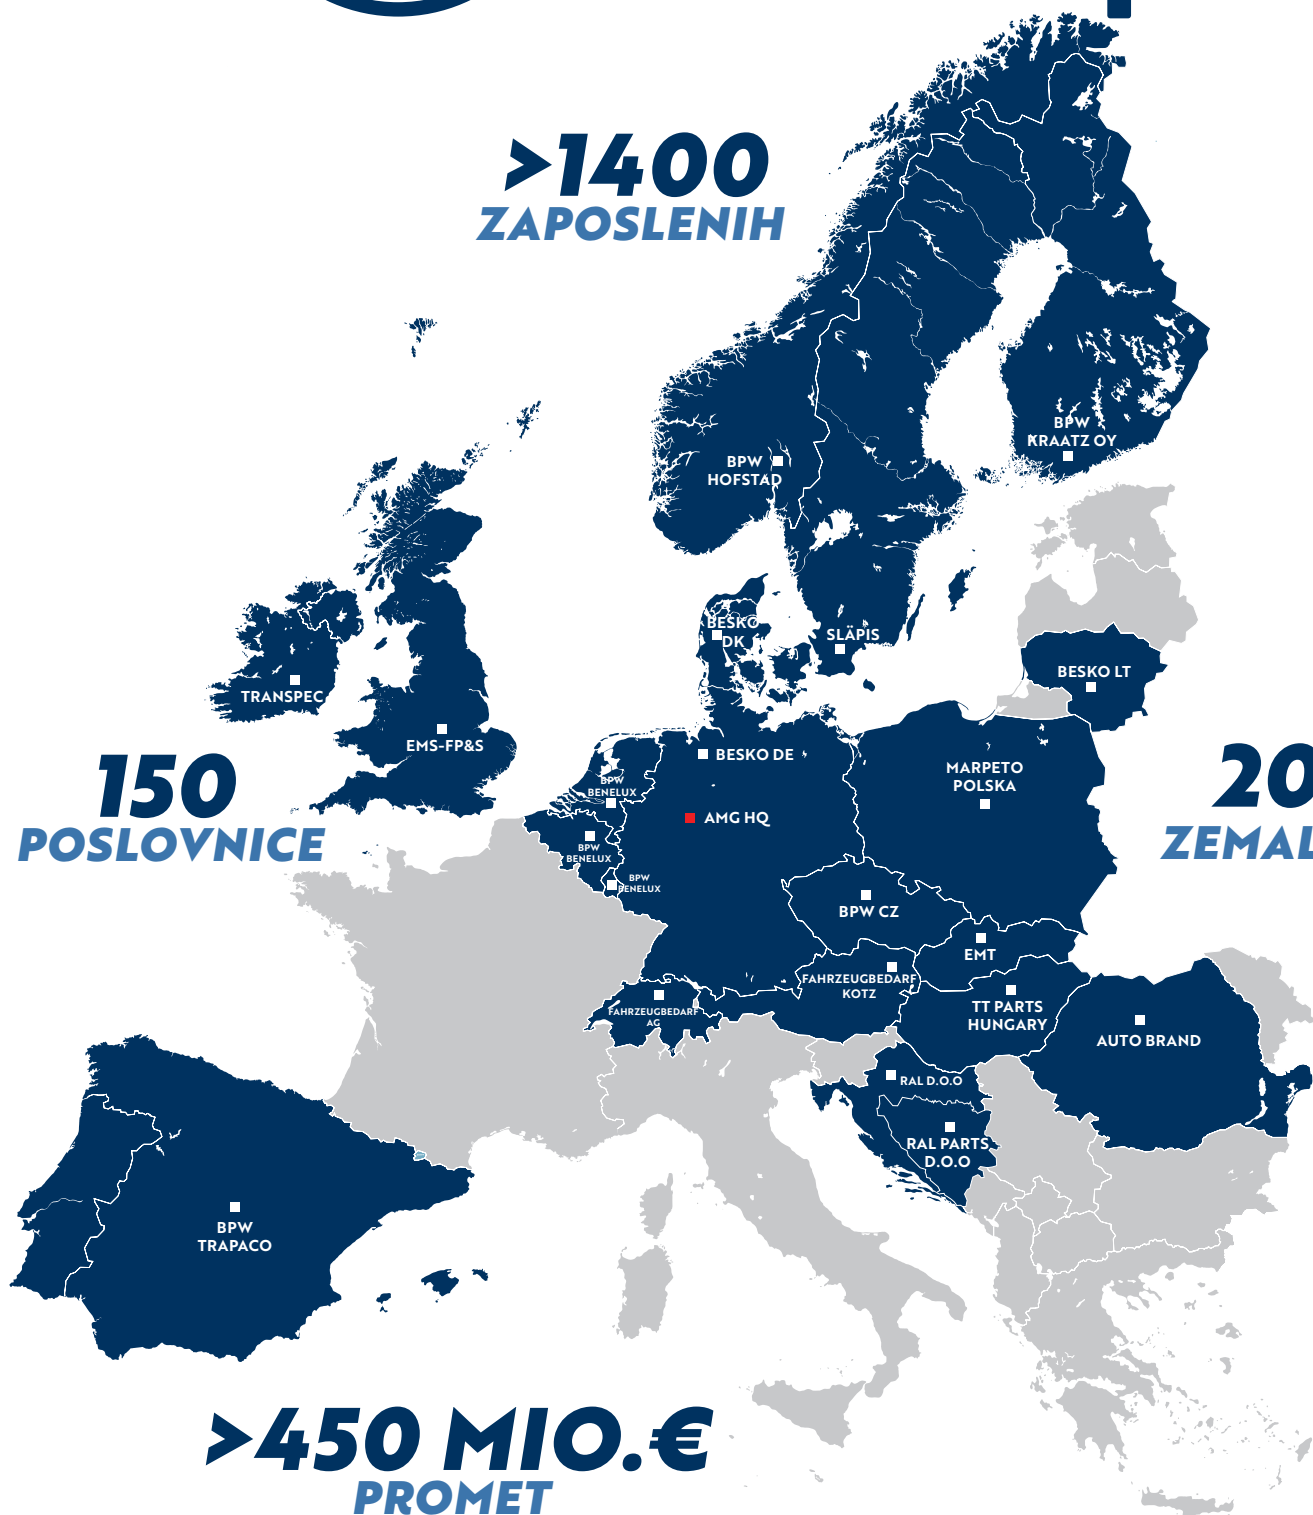 >1400
ZAPOSLENIH
BPW
KRAATZ OY
BPW
HOFSTAD
BESKO
DK
SLÄPIS
BESKO LT
TRANSPEC
EMS-FP&S
BESKO DE
150
POSLOVNICE
20
MARPETO
POLSKA
BPW
BENELUX
AMG HQ
BPW
BENELUX
BPW
BENELUX
BPW CZ
EMT
FAHRZEUGBEDARF
KOTZ
FAHRZEUGBEDARF
AG
TT PARTS
HUNGARY
AUTO BRAND
RAL D.O.O
RAL PARTS
D.O.O
BPW
TRAPACO
>450 MIO.€
PROMET